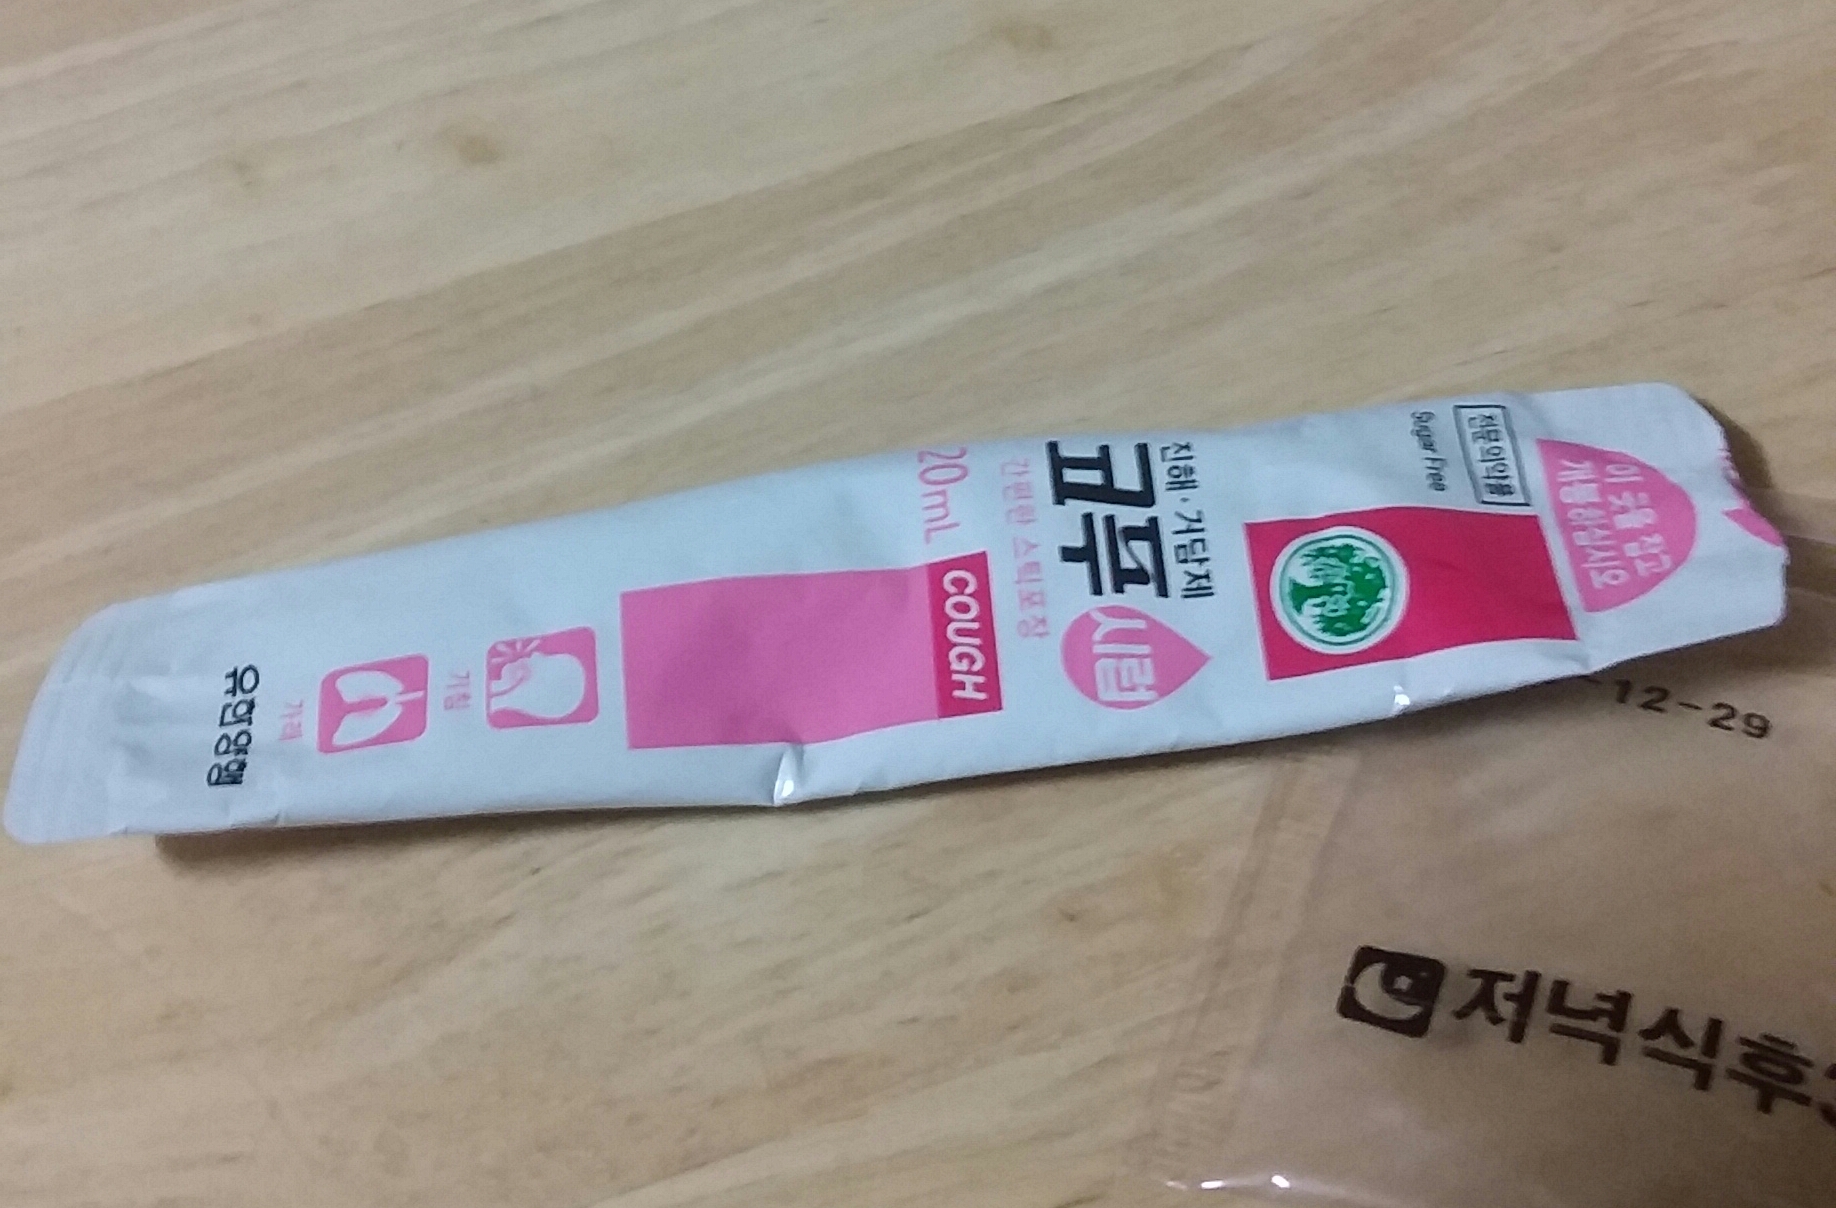 이 곳을 잡고
개봉하십시오
전문의약품
Sugar Free
진해·거담제
코푸
시럽
간편한 스틱포장
20mL
COUGH
기침
가래
유한양행
-12-29
저녁식후